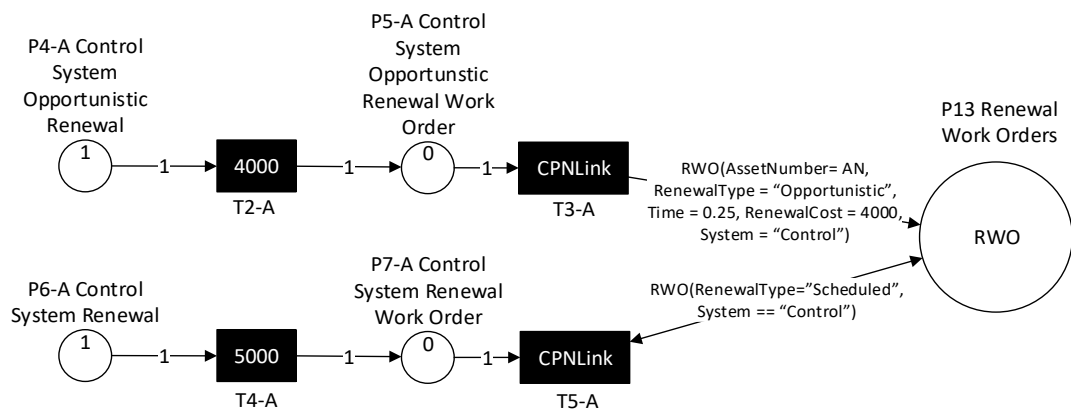 P4-A Control
System
Opportunistic
Renewal
1
1
4000
T2-A
1
P5-A Control
System
Opportunstic
Renewal Work
Order
0
1
CPNLink
T3-A
RWO(AssetNumber= AN,
RenewalType = “Opportunistic”,
Time = 0.25, RenewalCost = 4000,
System = “Control”)
P13 Renewal
Work Orders
RWO
P6-A Control
System Renewal
1
1
5000
T4-A
1
P7-A Control
System Renewal
Work Order
0
1
CPNLink
T5-A
RWO(RenewalType=”Scheduled”,
System == “Control”)